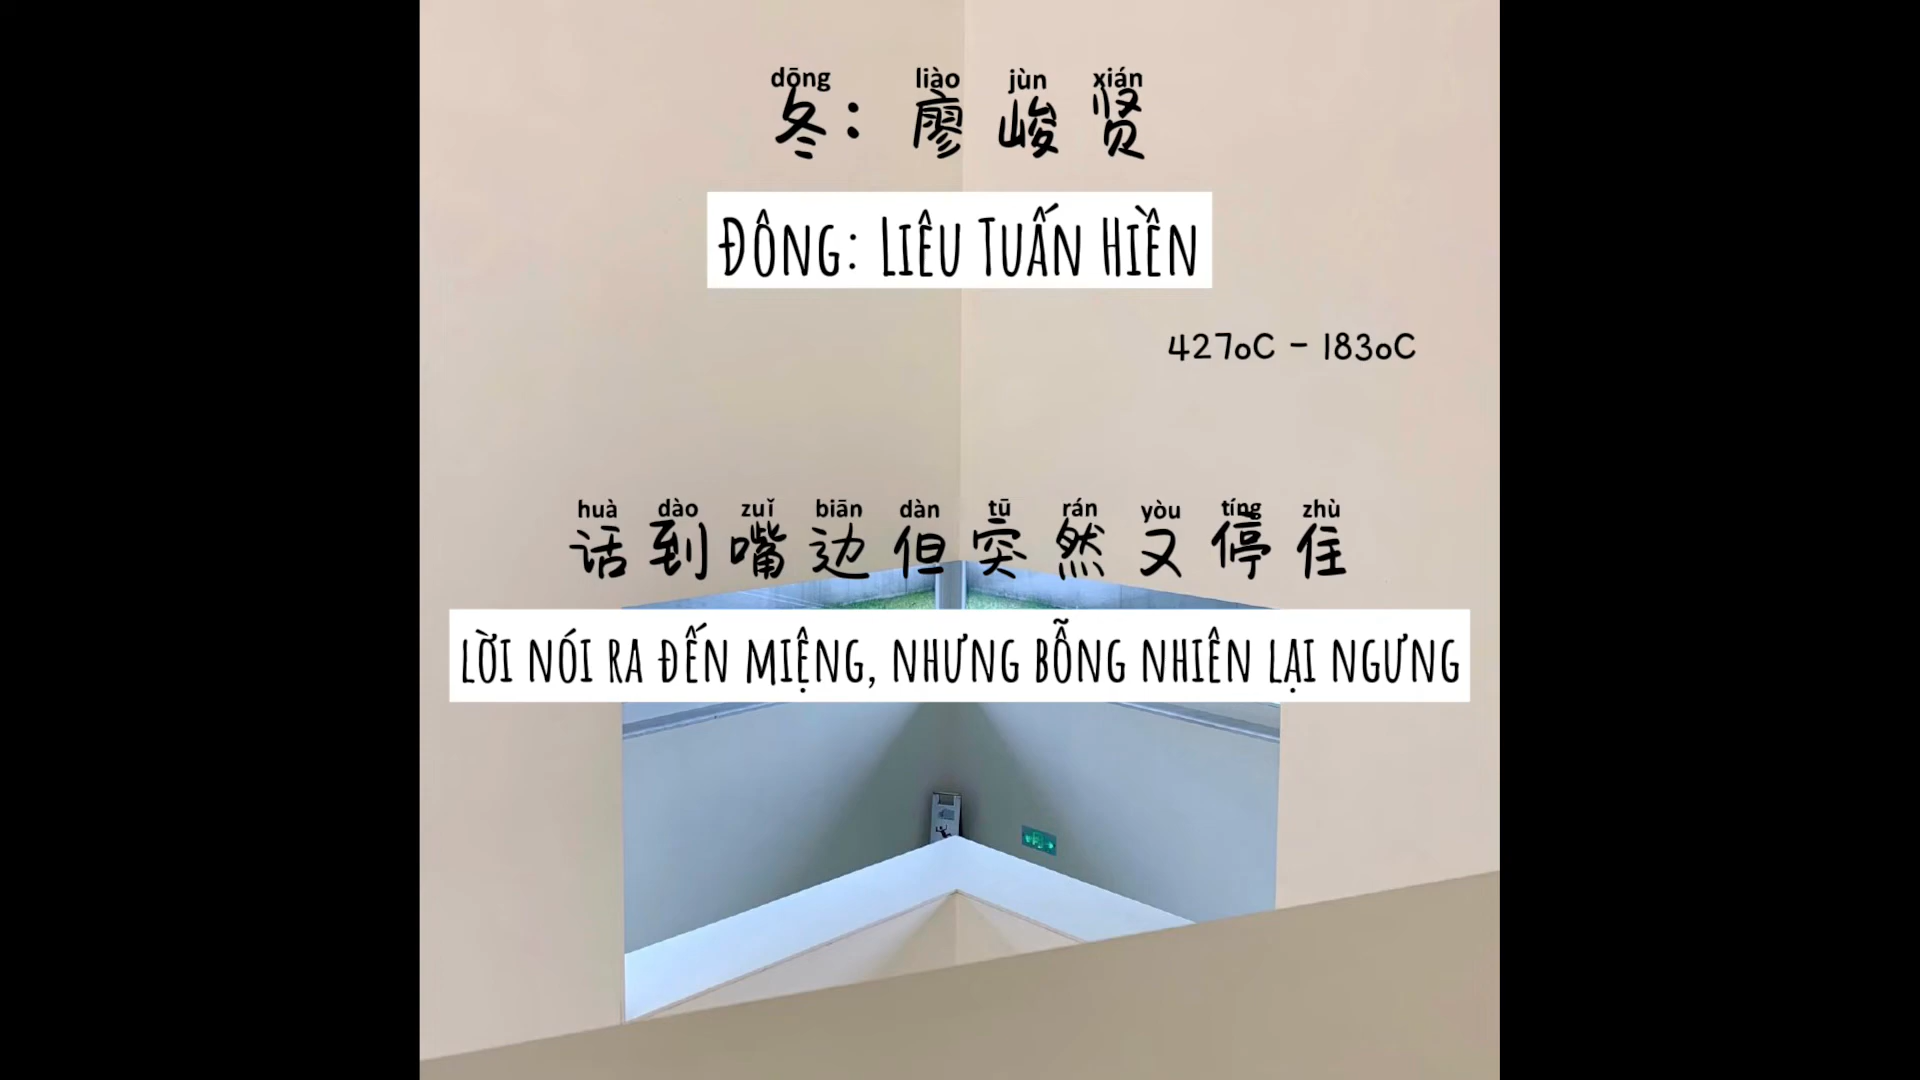 dōng liào jùn xián
冬：廖峻贤
Đông: Liêu Tuấn Hiền
427oC - 183oC
huà dào zuǐ biān dàn tū rán yòu tíng zhù
话到嘴边但突然又停住
lời nói ra đến miệng, nhưng bỗng nhiên lại ngưng